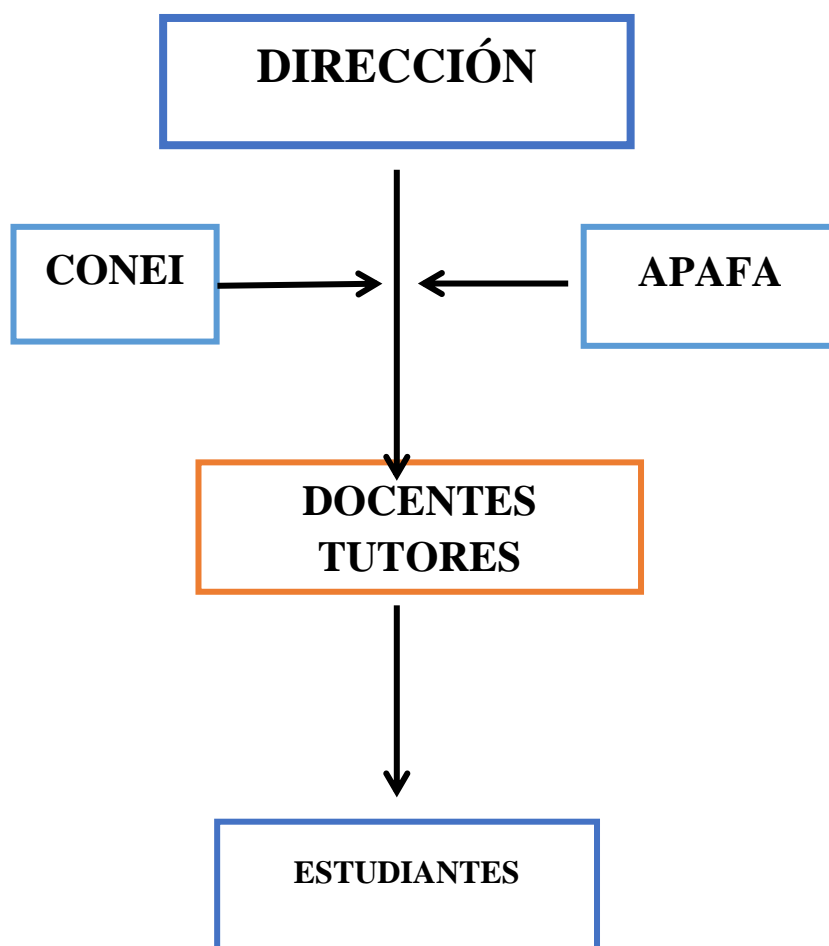 DIRECCIÓN
CONEI
APAFA
DOCENTES
TUTORES
ESTUDIANTES